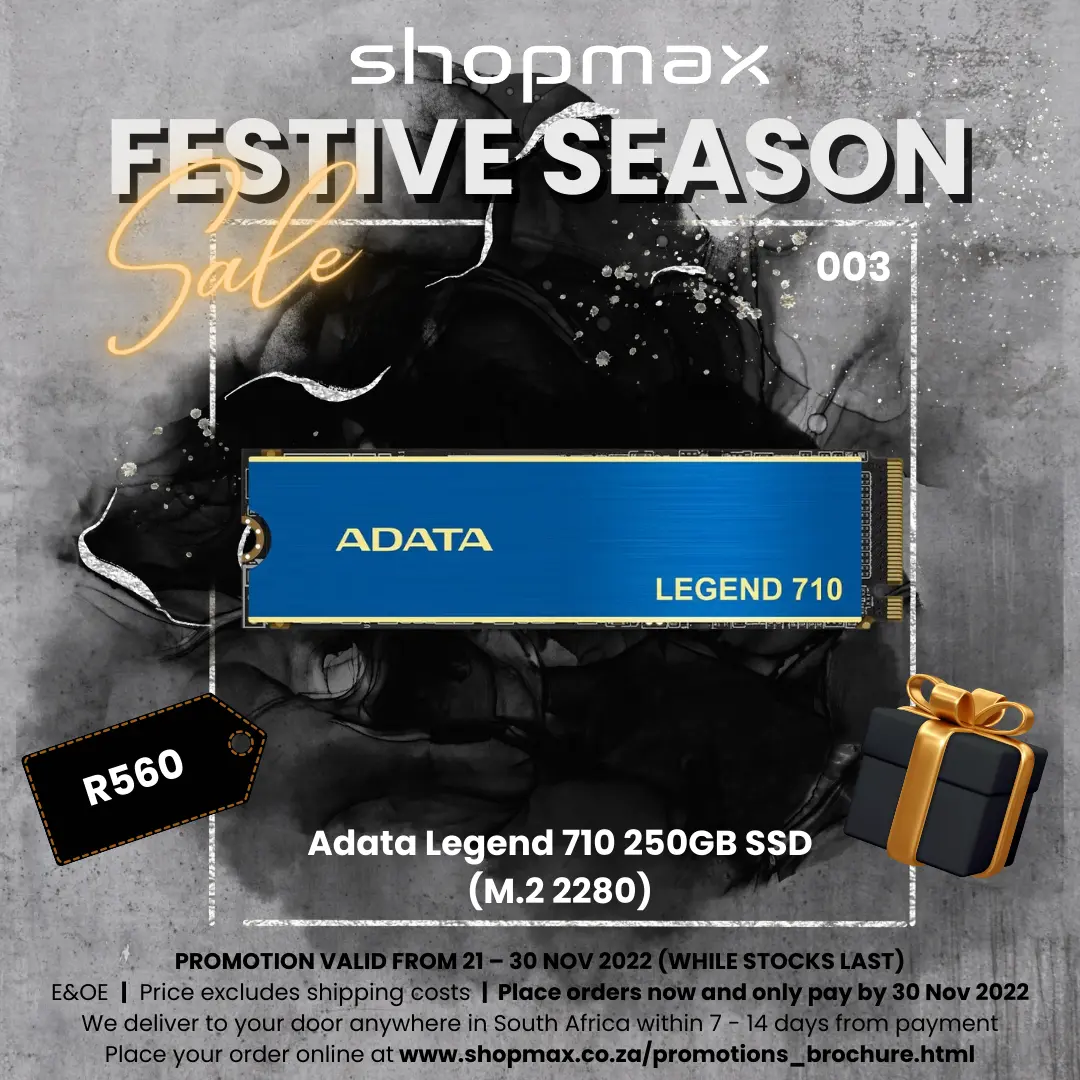 shopmax
FESTIVE SEASON
Sale
003
ADATA
LEGEND 710
R560
Adata Legend 710 250GB SSD
(M.2 2280)
PROMOTION VALID FROM 21 – 30 NOV 2022 (WHILE STOCKS LAST)
E&OE | Price excludes shipping costs | Place orders now and only pay by 30 Nov 2022
We deliver to your door anywhere in South Africa within 7 - 14 days from payment
Place your order online at www.shopmax.co.za/promotions_brochure.html